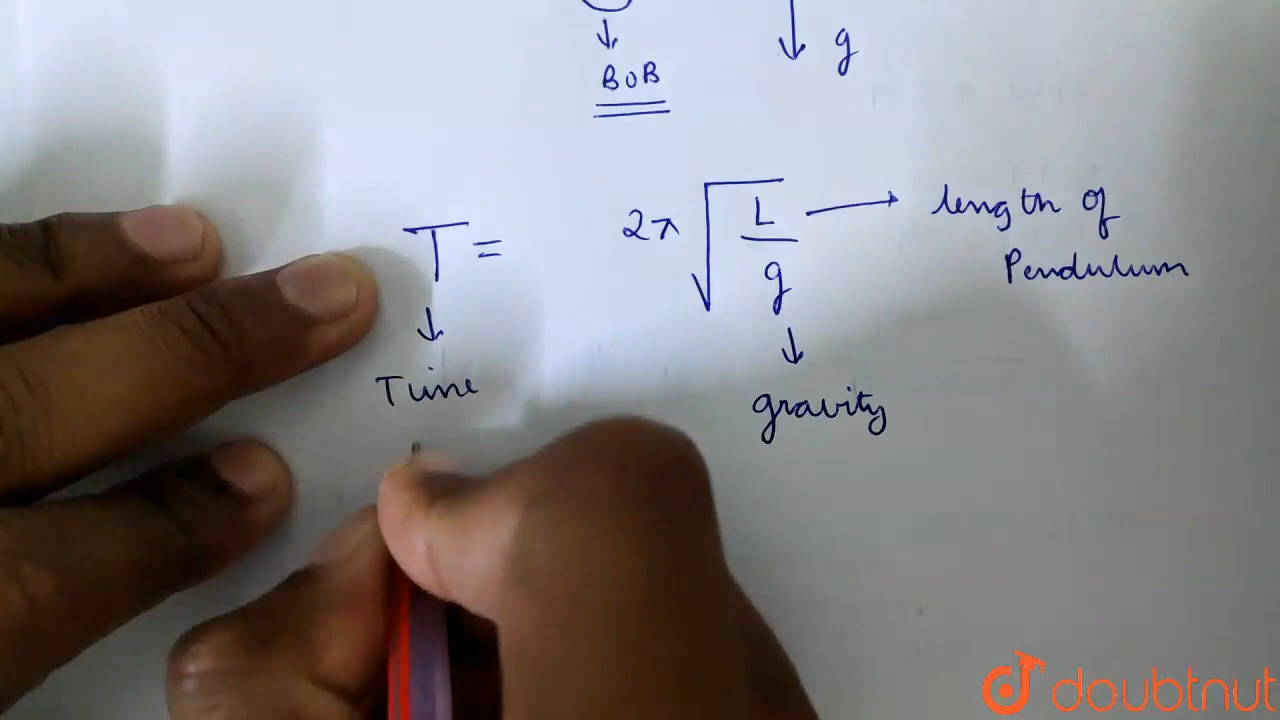 g
BOB
T = 2π √ L/g → length of
Pendulum
Time
gravity
doubtnut